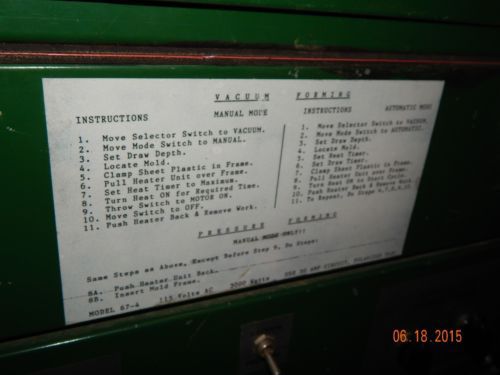 VACUUM FORMING
INSTRUCTIONS MANUAL MODE
1. Move Selector Switch to VACUUM.
2. Move Mode Switch to MANUAL.
3. Set Draw Depth.
4. Locate Mold.
5. Clamp Sheet Plastic in Frame.
6. Pull Heater Unit over Frame.
7. Set Heat Timer to Maximum.
8. Turn Heat ON for Required Time.
9. Throw Switch to MOTOR ON.
10. Move Switch to OFF.
11. Push Heater Back & Remove Work.
INSTRUCTIONS AUTOMATIC MODE
1. Move Selector Switch to VACUUM.
2. Move Mode Switch to AUTOMATIC.
3. Set Draw Depth.
4. Locate Mold.
5. Set Heat Timer.
6. Set Draw Timer.
7. Clamp Sheet Plastic in Frame.
8. Pull Heater Unit over Frame.
9. Turn Heat ON to Start Cycle.
10. Push Heater Back & Remove Work.
11. To Repeat, Do Steps
PRESSURE FORMING
MANUAL MODE ONLY!!
Same Steps as Above, Except Before Step 9, Do Steps:
8A. Push Heater Unit Back.
8B. Insert Mold Frame.
MODEL 67-4 115 Volts AC 3000 Watts USE 30 AMP CIRCUIT,
06.18.2015